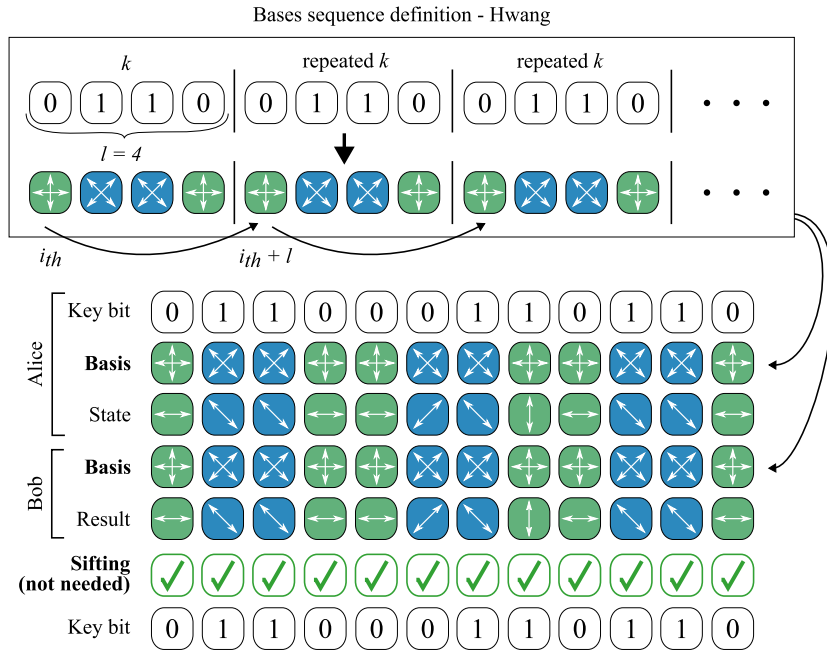 Bases sequence definition - Hwang
k repeated k repeated k
0 1 1 0 0 1 1 0 0 1 1 0 • • •
l = 4
• • •
i_th i_th + l
Alice
Key bit 0 1 1 0 0 0 1 1 0 1 1 0
Basis
State
Bob
Basis
Result
Sifting
(not needed)
Key bit 0 1 1 0 0 0 1 1 0 1 1 0